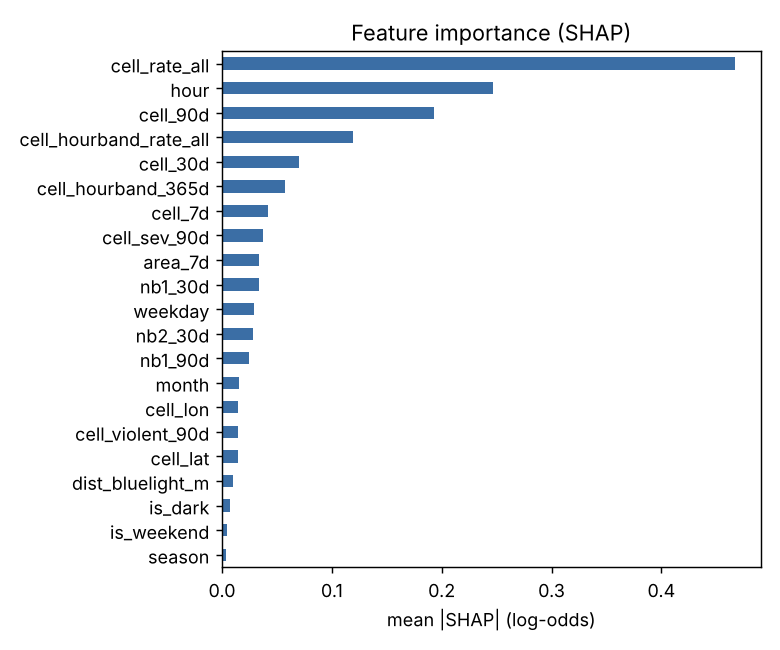 Feature importance (SHAP)
cell_rate_all
hour
cell_90d
cell_hourband_rate_all
cell_30d
cell_hourband_365d
cell_7d
cell_sev_90d
area_7d
nb1_30d
weekday
nb2_30d
nb1_90d
month
cell_lon
cell_violent_90d
cell_lat
dist_bluelight_m
is_dark
is_weekend
season
0.0 0.1 0.2 0.3 0.4
mean |SHAP| (log-odds)